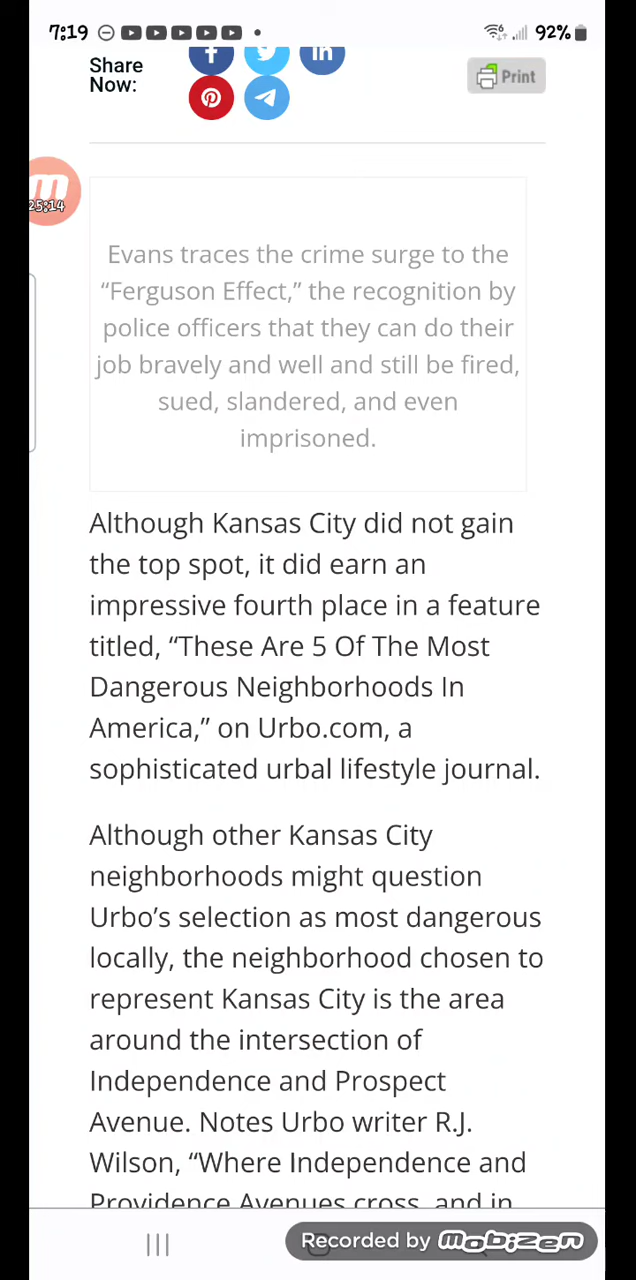 7:19
92%
Share
Now:
Print
25:14
Evans traces the crime surge to the
“Ferguson Effect,” the recognition by
police officers that they can do their
job bravely and well and still be fired,
sued, slandered, and even
imprisoned.
Although Kansas City did not gain
the top spot, it did earn an
impressive fourth place in a feature
titled, “These Are 5 Of The Most
Dangerous Neighborhoods In
America,” on Urbo.com, a
sophisticated urbal lifestyle journal.
Although other Kansas City
neighborhoods might question
Urbo’s selection as most dangerous
locally, the neighborhood chosen to
represent Kansas City is the area
around the intersection of
Independence and Prospect
Avenue. Notes Urbo writer R.J.
Wilson, “Where Independence and
Providence Avenues cross, and in
Recorded by mobizen